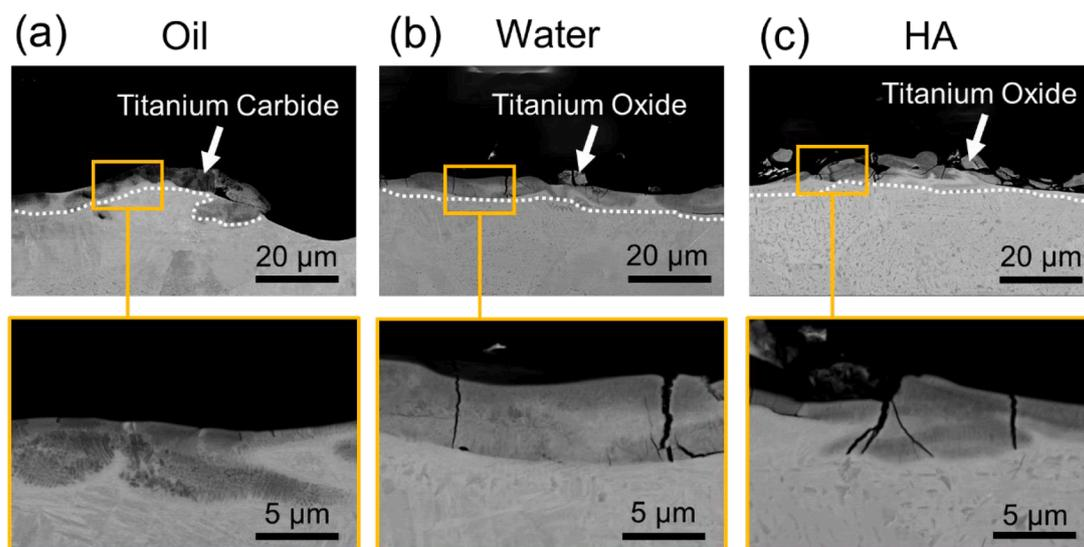 (a) Oil
(b) Water
(c) HA
Titanium Carbide
Titanium Oxide
Titanium Oxide
20 µm
20 µm
20 µm
5 µm
5 µm
5 µm